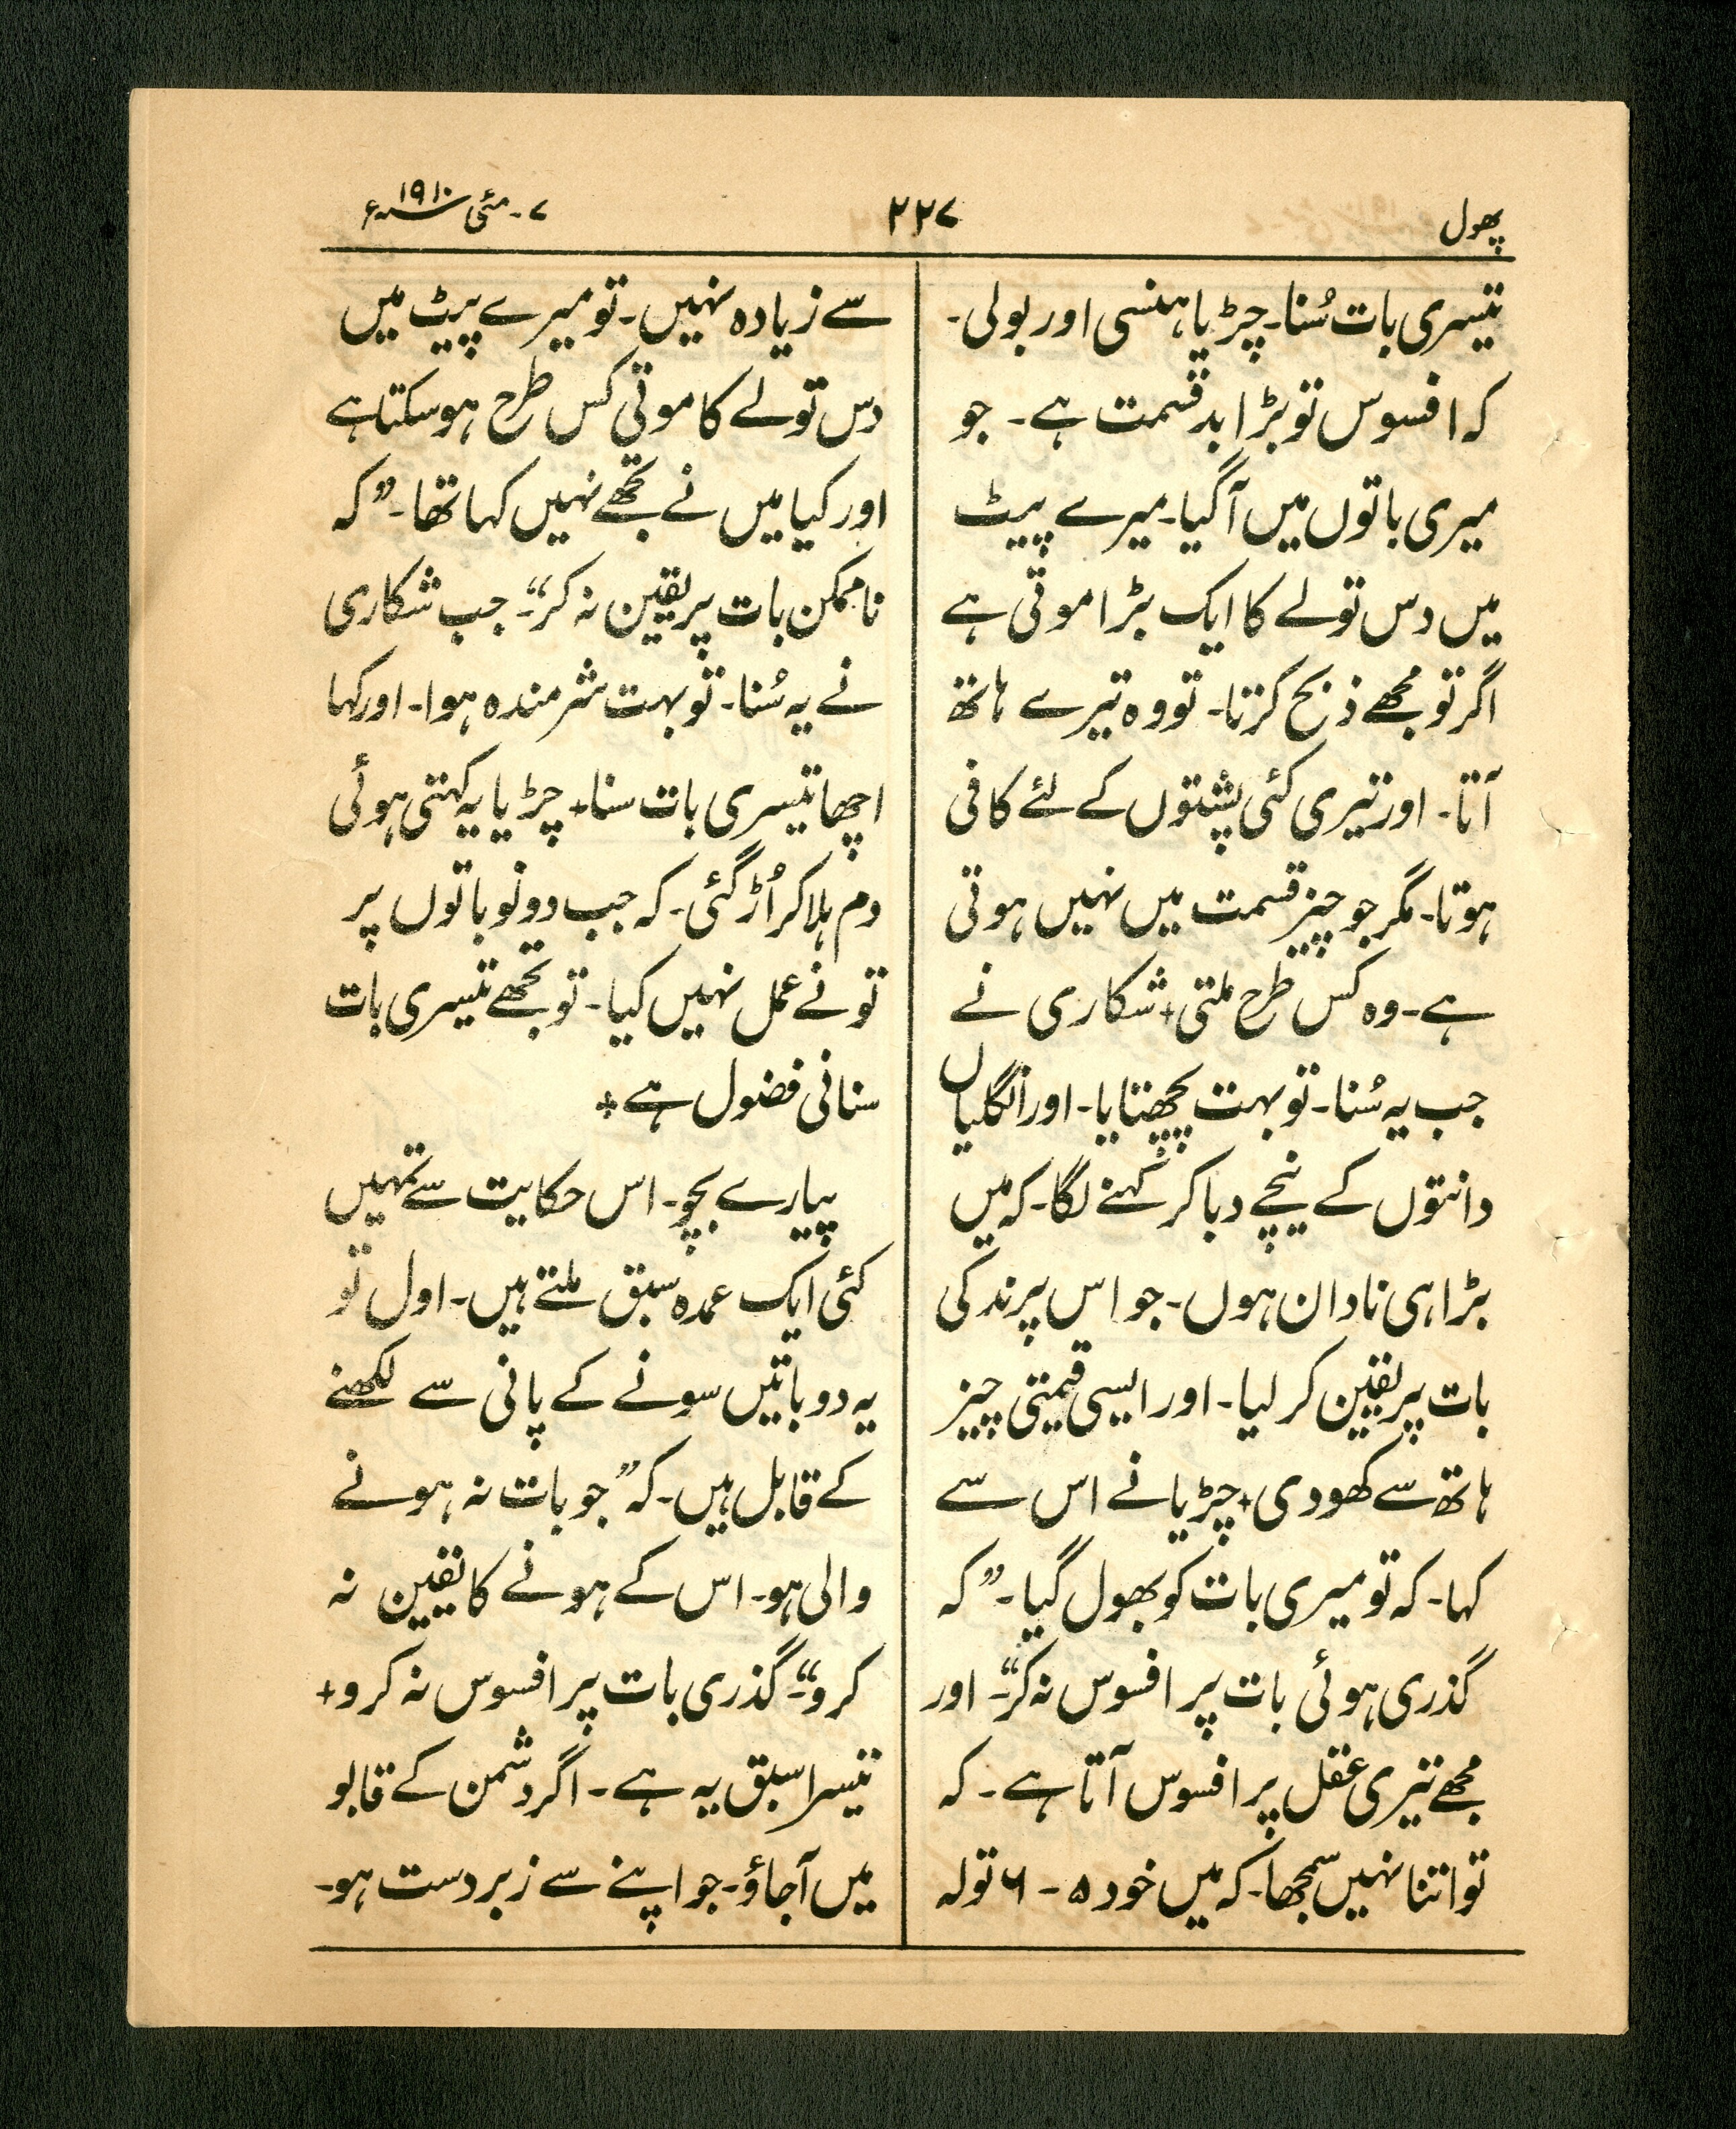 پھول
۲۲۷
۷۔مئی سنہ ۱۹۱۰ء
تیسری بات سُنا۔چڑیا ہنسی اور بولی۔
کہ افسوس تو بڑا بدقسمت ہے۔ جو
میری باتوں میں آگیا۔میرے پیٹ
میں دس تولے کا ایک بڑا موتی ہے
اگر تو مجھے ذبح کرتا۔ تو وہ تیرے ہاتھ
آتا۔ اور تیری کئی پشتوں کے لئے کافی
ہوتا۔ مگر جو چیز قسمت میں نہیں ہوتی
ہے۔ وہ کس طرح ملتی+ شکاری نے
جب یہ سُنا۔ تو بہت پچھتایا۔ اور انگلیاں
دانتوں کے نیچے دبا کر کہنے لگا۔ کہ میں
بڑا ہی نادان ہوں۔ جو اس پرند کی
بات پر یقین کر لیا۔ اور ایسی قیمتی چیز
ہاتھ سے کھو دی+ چڑیا نے اس سے
کہا۔ کہ تو میری بات کو بھول گیا۔ ”کہ
گذری ہوئی بات پر افسوس نہ کر“۔ اور
مجھے تیری عقل پر افسوس آتا ہے۔ کہ
تو اتنا نہیں سمجھا۔ کہ میں خود ۵ - ۶ تولہ
سے زیادہ نہیں۔ تو میرے پیٹ میں
دس تولے کا موتی کس طرح ہوسکتا ہے
اور کیا میں نے تجھے نہیں کہا تھا۔ ”کہ
ناممکن بات پر یقین نہ کر“۔ جب شکاری
نے یہ سُنا۔ تو بہت شرمندہ ہوا۔ اور کہا
اچھا تیسری بات سنا+ چڑیا یہ کہتی ہوئی
دم ہلا کر اُڑ گئی۔ کہ جب دونو باتوں پر
تو نے عمل نہیں کیا۔ تو تجھے تیسری بات
سنانی فضول ہے+
پیارے بچو۔ اس حکایت سے تمہیں
کئی ایک عمدہ سبق ملتے ہیں۔ اول تو
یہ دو باتیں سونے کے پانی سے لکھنے
کے قابل ہیں۔ کہ ”جو بات نہ ہونے
والی ہو۔ اس کے ہونے کا یقین نہ
کرو“۔ گذری بات پر افسوس نہ کرو+
تیسرا سبق یہ ہے۔ اگر دشمن کے قابو
میں آجاؤ۔ جو اپنے سے زبردست ہو۔